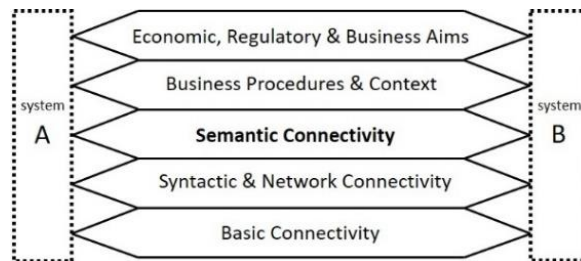 Economic, Regulatory & Business Aims
Business Procedures & Context
system
A
Semantic Connectivity
system
B
Syntactic & Network Connectivity
Basic Connectivity